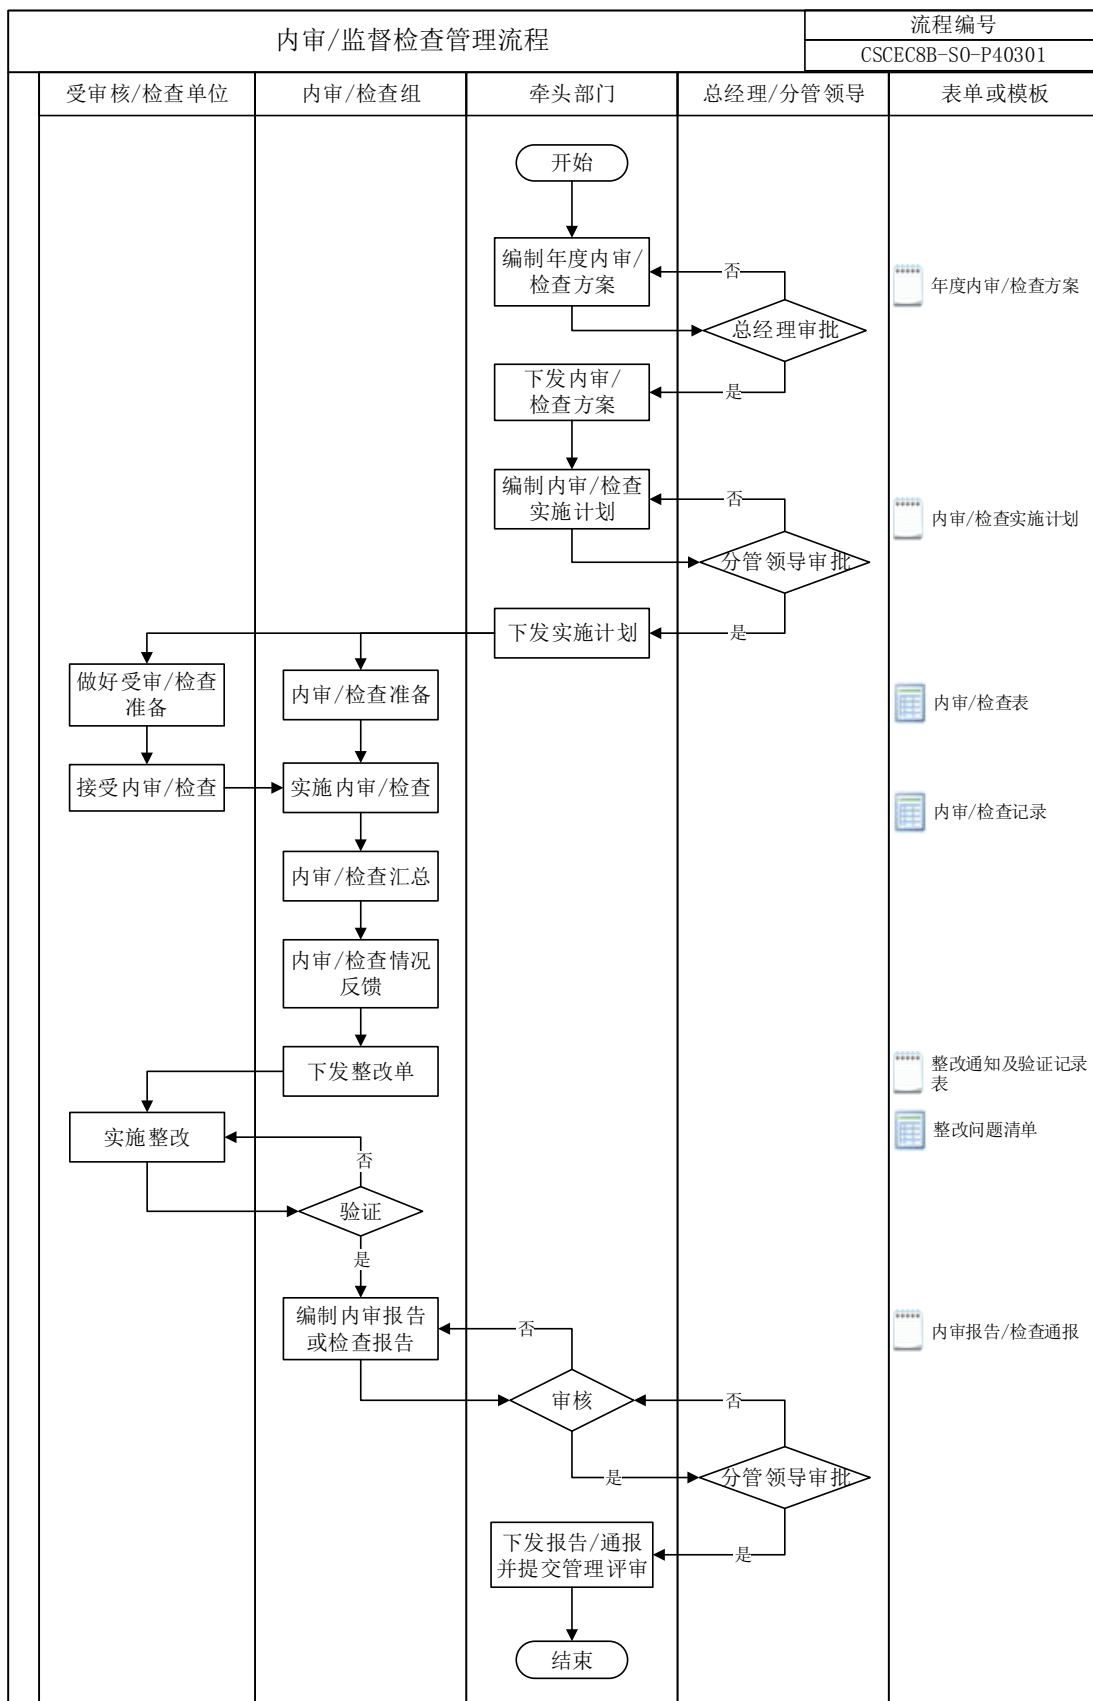 内审/监督检查管理流程
流程编号
CSCEC8B-SO-P40301
受审核/检查单位
内审/检查组
牵头部门
总经理/分管领导
表单或模板
开始
编制年度内审/
检查方案
否
年度内审/检查方案
总经理审批
下发内审/
检查方案
是
编制内审/检查
实施计划
否
内审/检查实施计划
分管领导审批
下发实施计划
是
做好受审/检查
准备
内审/检查准备
内审/检查表
接受内审/检查
实施内审/检查
内审/检查记录
内审/检查汇总
内审/检查情况
反馈
下发整改单
整改通知及验证记录
表
实施整改
整改问题清单
否
验证
是
编制内审报告
或检查报告
否
内审报告/检查通报
审核
否
是
分管领导审批
下发报告/通报
并提交管理评审
是
结束